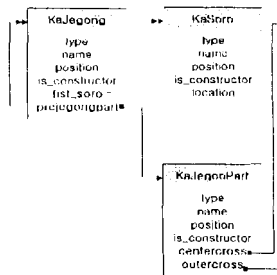 KaJegong
type
name
position
is_constructor
fist_soro
prejegongpart
KaSoro
type
name
position
is_constructor
location
KaJegonPart
type
name
position
is_constructor
centercross
outercross